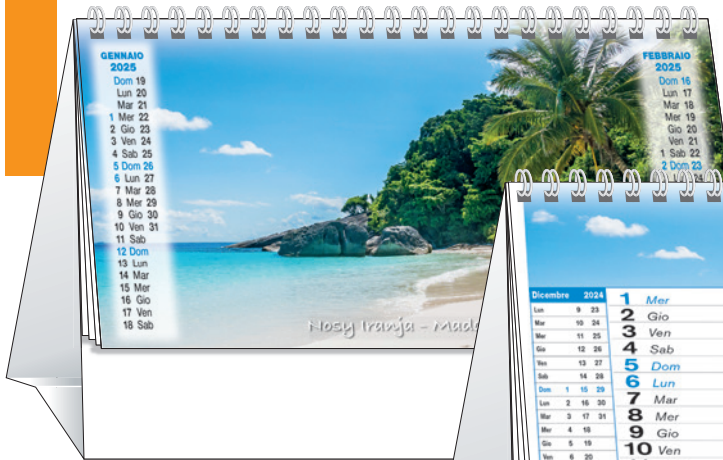 GENNAIO
2025
Dom 19
Lun 20
Mar 21
1 Mer 22
2 Gio 23
3 Ven 24
4 Sab 25
5 Dom 26
6 Lun 27
7 Mar 28
8 Mer 29
9 Gio 30
10 Ven 31
11 Sab
12 Dom
13 Lun
14 Mar
15 Mer
16 Gio
17 Ven
18 Sab
FEBBRAIO
2025
Dom 16
Lun 17
Mar 18
Mer 19
Gio 20
Ven 21
1 Sab 22
2 Dom 23
Nosy Iranja - Mada
Dicembre 2024
Lun 9 23
Mar 10 24
Mer 11 25
Gio 12 26
Ven 13 27
Sab 14 28
Dom 1 15 29
Lun 2 16 30
Mar 3 17 31
Mer 4 18
Gio 5 19
Ven 6 20
1 Mer
2 Gio
3 Ven
4 Sab
5 Dom
6 Lun
7 Mar
8 Mer
9 Gio
10 Ven